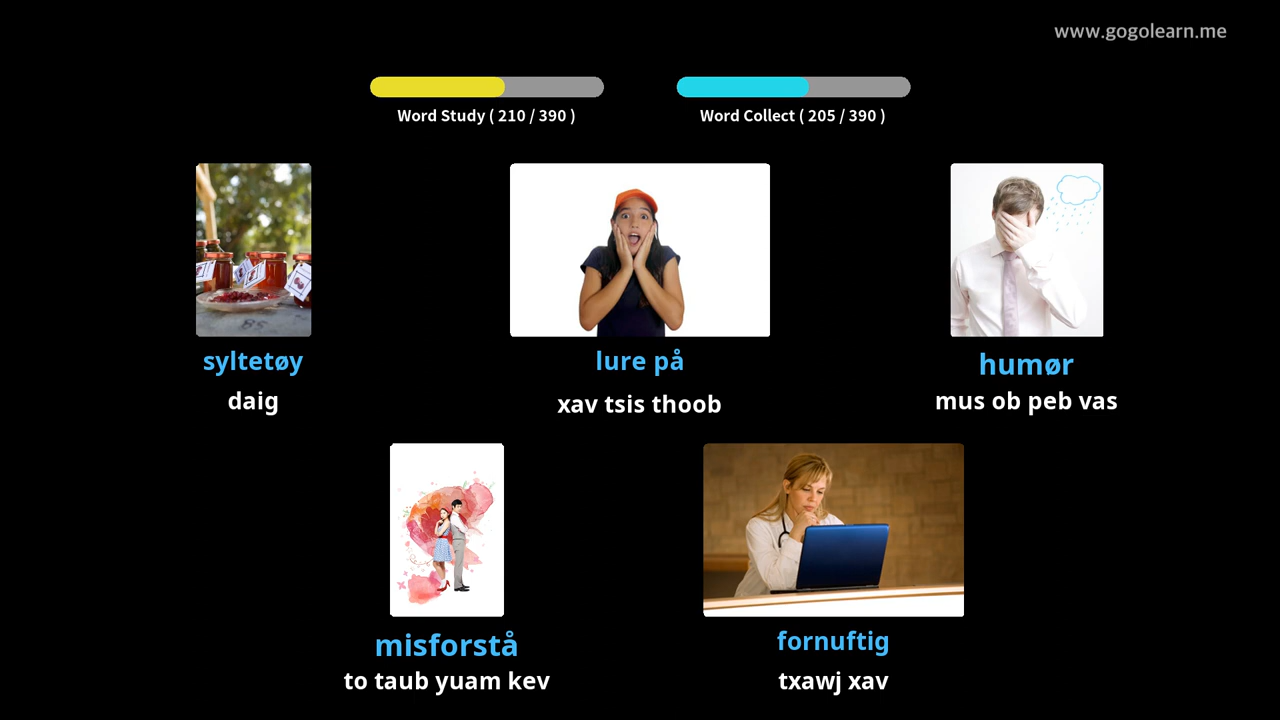 www.gogolearn.me
Word Study ( 210 / 390 )
Word Collect ( 205 / 390 )
syltetøy
daig
lure på
xav tsis thoob
humør
mus ob peb vas
misforstå
to taub yuam kev
fornuftig
txawj xav